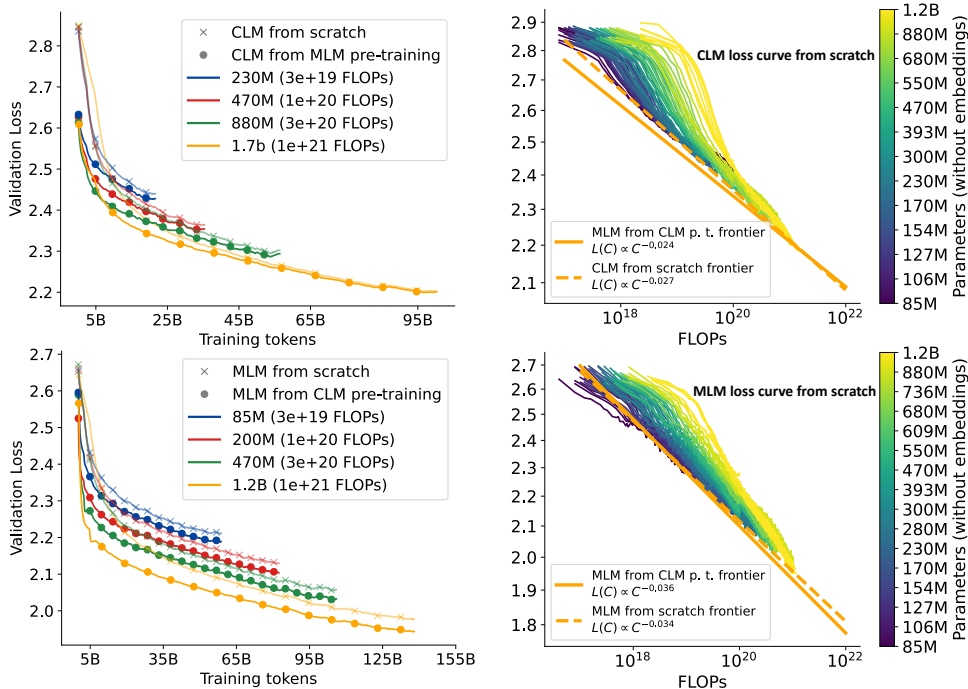 2.8
2.7
2.6
2.5
2.4
2.3
2.2
Validation Loss
5B
25B
45B
65B
95B
Training tokens
CLM from scratch
CLM from MLM pre-training
230M (3e+19 FLOPs)
470M (1e+20 FLOPs)
880M (3e+20 FLOPs)
1.7b (1e+21 FLOPs)
2.9
2.8
2.7
2.6
2.5
2.4
2.3
2.2
2.1
CLM loss curve from scratch
MLM from CLM p. t. frontier
L(C) ∝ C^−0.024
CLM from scratch frontier
L(C) ∝ C^−0.027
10^18
10^19
10^20
10^21
10^22
FLOPs
1.2B
880M
680M
550M
470M
393M
300M
230M
170M
154M
127M
106M
85M
Parameters (without embeddings)
2.7
2.6
2.5
2.4
2.3
2.2
2.1
2.0
Validation Loss
5B
35B
65B
95B
125B
155B
Training tokens
MLM from scratch
MLM from CLM pre-training
85M (3e+19 FLOPs)
200M (1e+20 FLOPs)
470M (3e+20 FLOPs)
1.2B (1e+21 FLOPs)
2.7
2.6
2.5
2.4
2.3
2.2
2.1
2.0
1.9
1.8
MLM loss curve from scratch
MLM from CLM p. t. frontier
L(C) ∝ C^−0.036
MLM from scratch frontier
L(C) ∝ C^−0.034
10^18
10^19
10^20
10^21
10^22
FLOPs
1.2B
880M
736M
680M
609M
550M
470M
393M
300M
280M
230M
170M
154M
127M
106M
85M
Parameters (without embeddings)